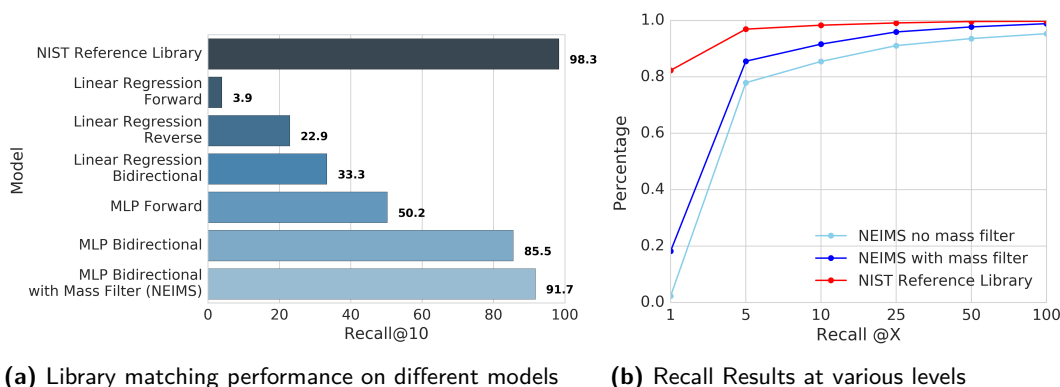 NIST Reference Library
98.3
Linear Regression
Forward
3.9
Linear Regression
Reverse
22.9
Linear Regression
Bidirectional
33.3
MLP Forward
50.2
MLP Bidirectional
85.5
MLP Bidirectional
with Mass Filter (NEIMS)
91.7
Model
0 20 40 60 80 100
Recall@10
(a) Library matching performance on different models
1.0
0.8
0.6
0.4
0.2
0.0
Percentage
NEIMS no mass filter
NEIMS with mass filter
NIST Reference Library
1 5 10 25 50 100
Recall @X
(b) Recall Results at various levels